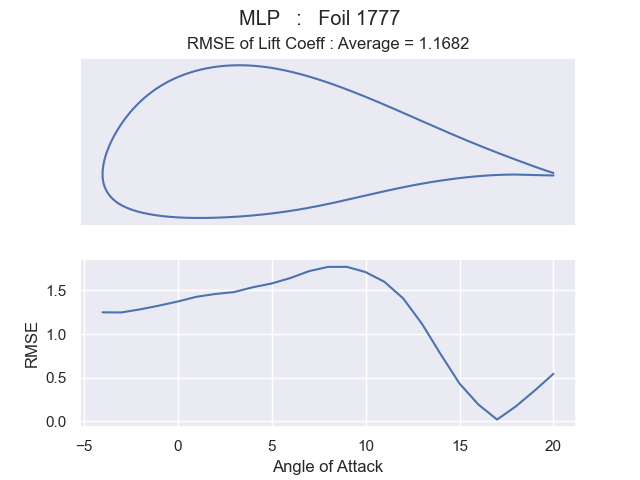 MLP   :   Foil 1777
RMSE of Lift Coeff : Average = 1.1682
1.5
1.0
0.5
0.0
RMSE
−5 0 5 10 15 20
Angle of Attack